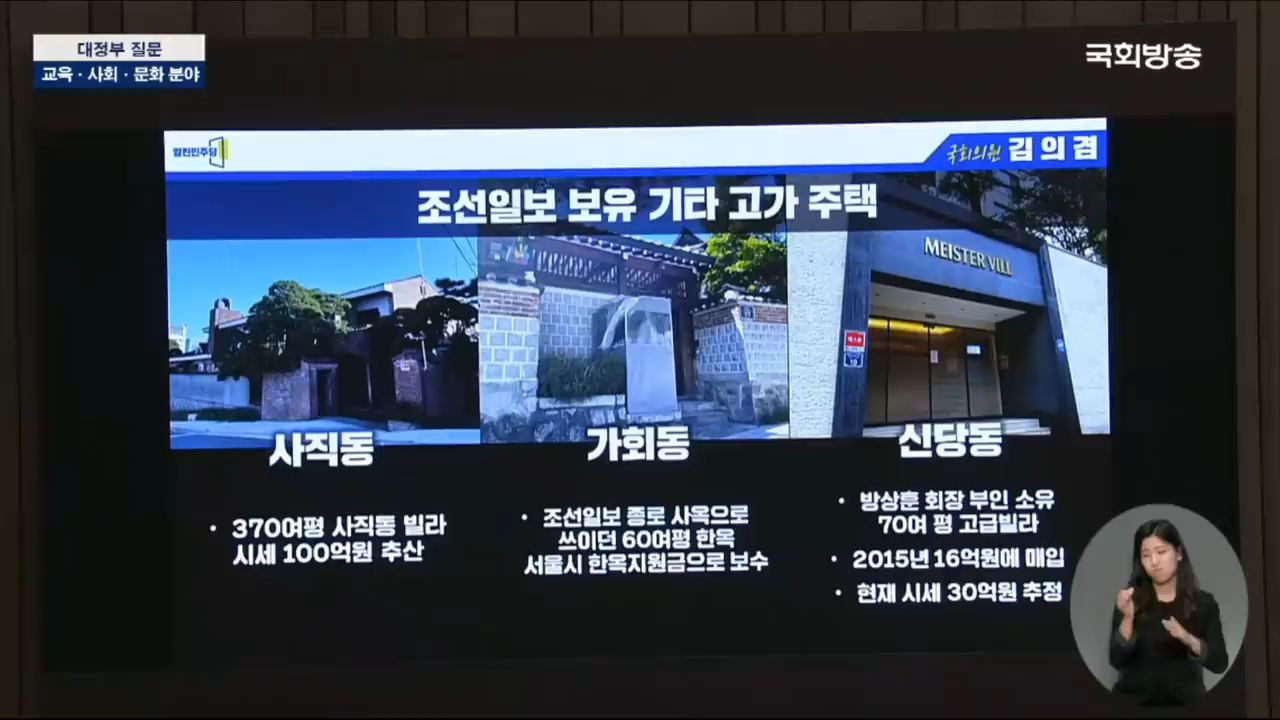 대정부 질문
교육·사회·문화 분야
국회방송
열린민주당
국회의원 김의겸
조선일보 보유 기타 고가 주택
MEISTER VILL
사직동
• 370여평 사직동 빌라
시세 100억원 추산
가회동
• 조선일보 종로 사옥으로
쓰이던 60여평 한옥
서울시 한옥지원금으로 보수
신당동
• 방상훈 회장 부인 소유
70여 평 고급빌라
• 2015년 16억원에 매입
• 현재 시세 30억원 추정